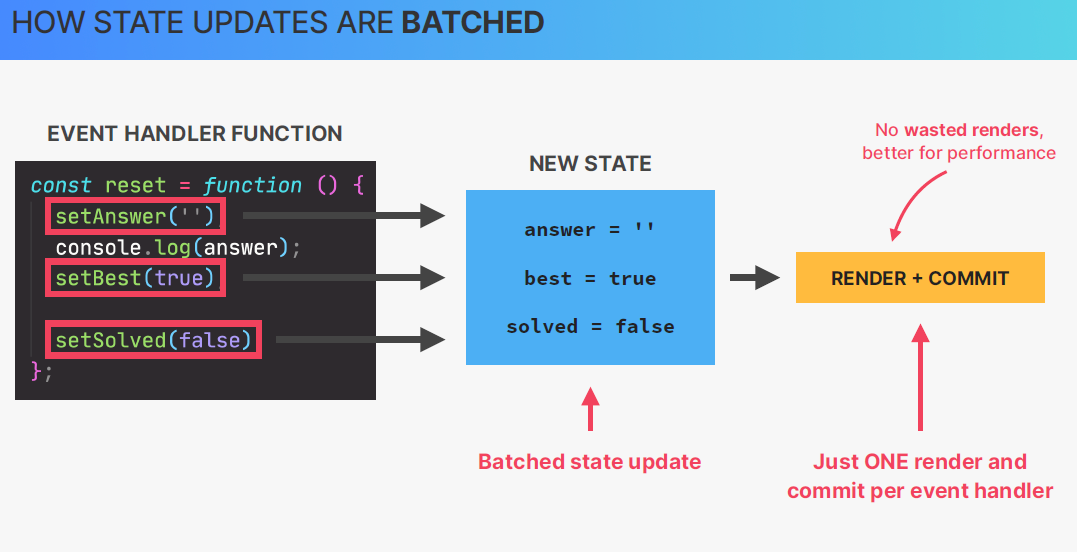 HOW STATE UPDATES ARE BATCHED
EVENT HANDLER FUNCTION
const reset = function () {
setAnswer('')
console.log(answer);
setBest(true)
setSolved(false)
};
NEW STATE
answer = ''
best = true
solved = false
Batched state update
No wasted renders,
better for performance
RENDER + COMMIT
Just ONE render and
commit per event handler